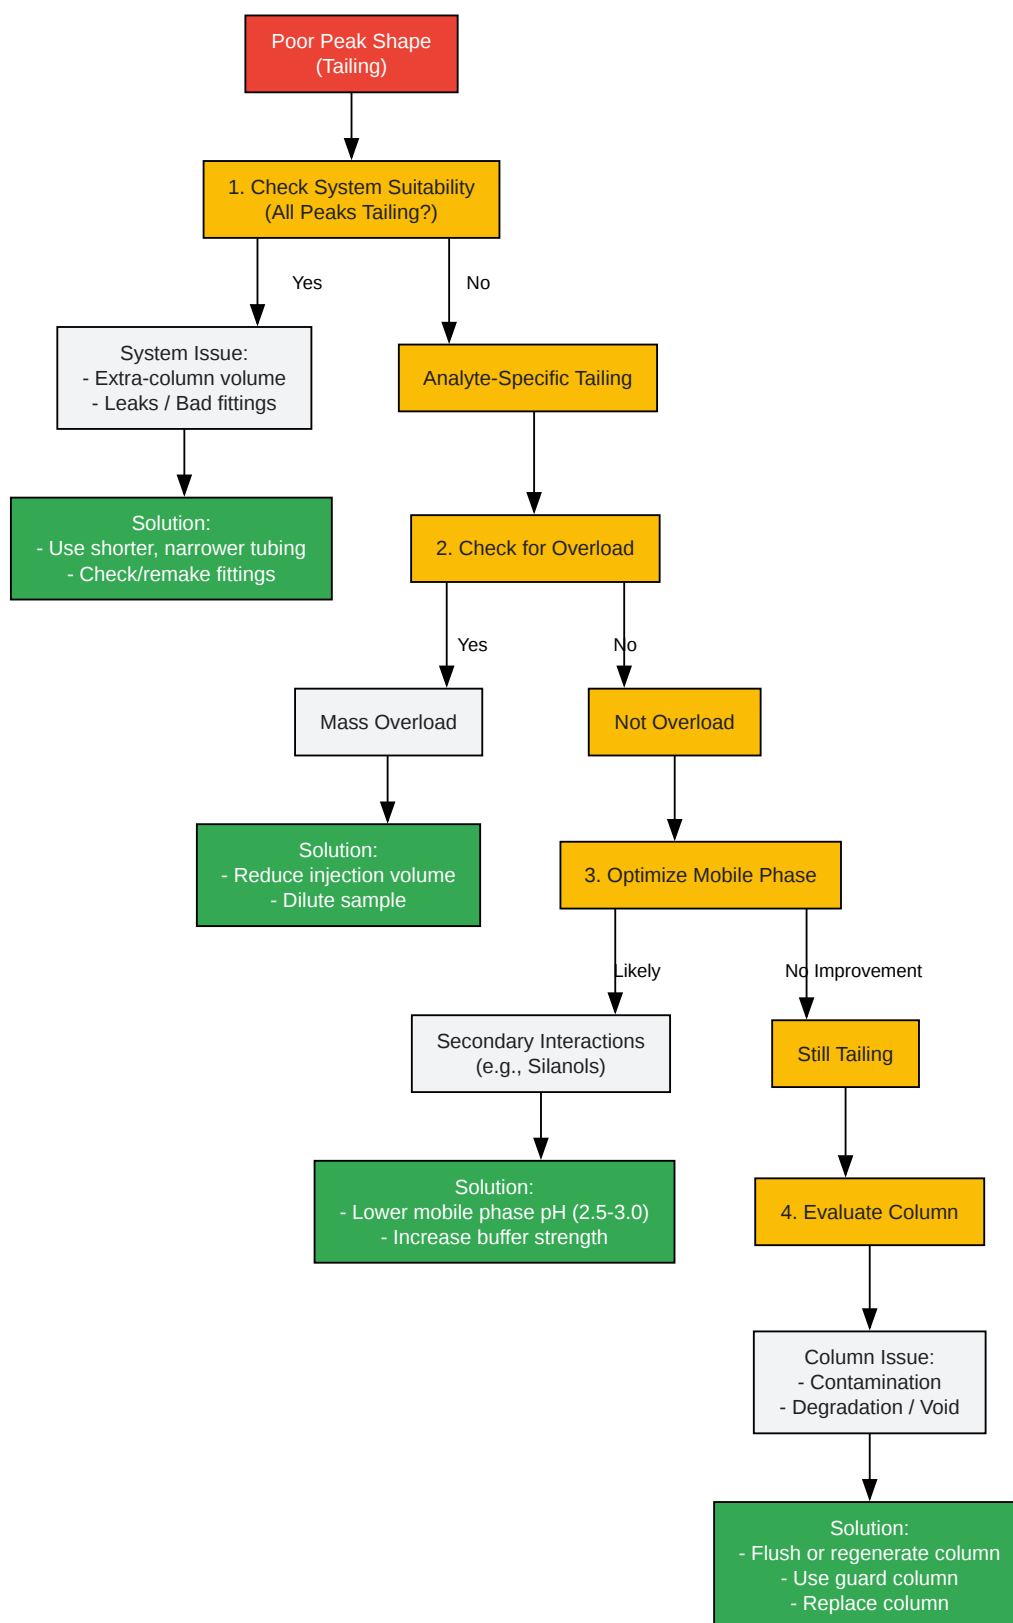 Poor Peak Shape
(Tailing)
1. Check System Suitability
(All Peaks Tailing?)
Yes
No
System Issue:
- Extra-column volume
- Leaks / Bad fittings
Analyte-Specific Tailing
Solution:
- Use shorter, narrower tubing
- Check/remake fittings
2. Check for Overload
Yes
No
Mass Overload
Not Overload
Solution:
- Reduce injection volume
- Dilute sample
3. Optimize Mobile Phase
Likely
No Improvement
Secondary Interactions
(e.g., Silanols)
Still Tailing
Solution:
- Lower mobile phase pH (2.5-3.0)
- Increase buffer strength
4. Evaluate Column
Column Issue:
- Contamination
- Degradation / Void
Solution:
- Flush or regenerate column
- Use guard column
- Replace column